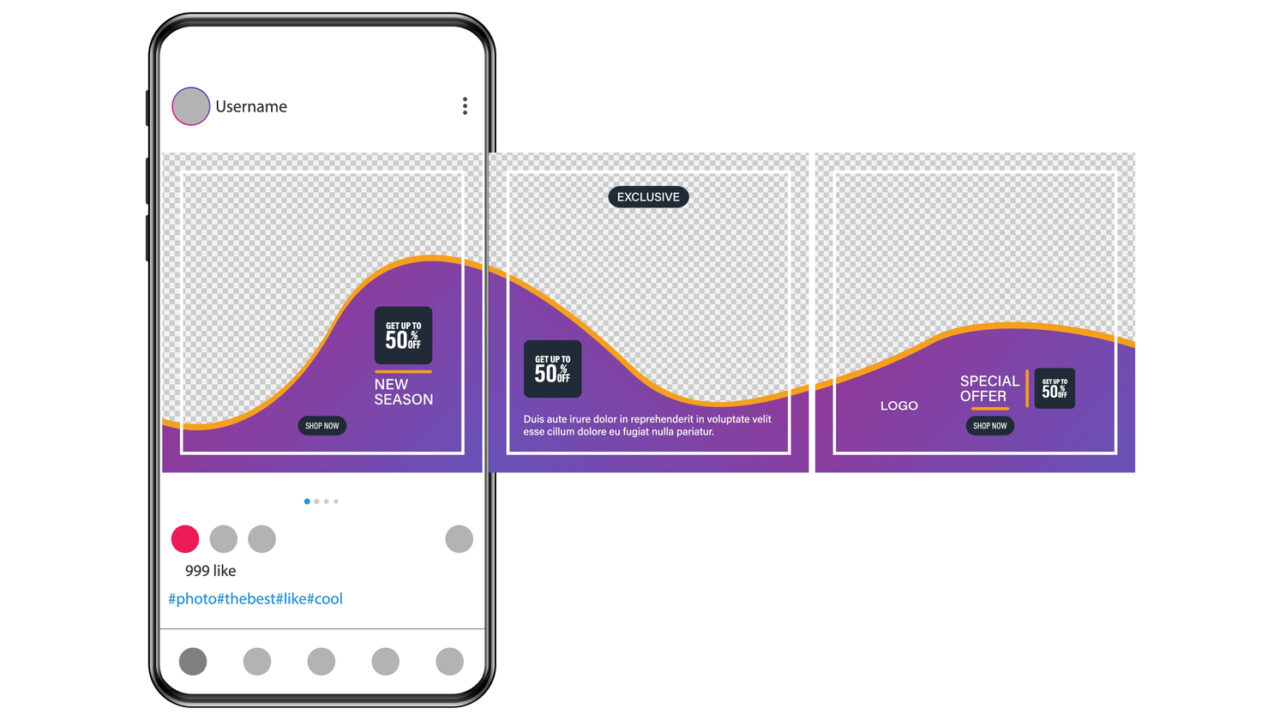 Username
GET UP TO
50% OFF
NEW
SEASON
SHOP NOW
EXCLUSIVE
GET UP TO
50% OFF
Duis aute irure dolor in reprehenderit in voluptate velit
esse cillum dolore eu fugiat nulla pariatur.
LOGO
SPECIAL
OFFER
GET UP TO
50% OFF
SHOP NOW
999 like
#photo#thebest#like#cool